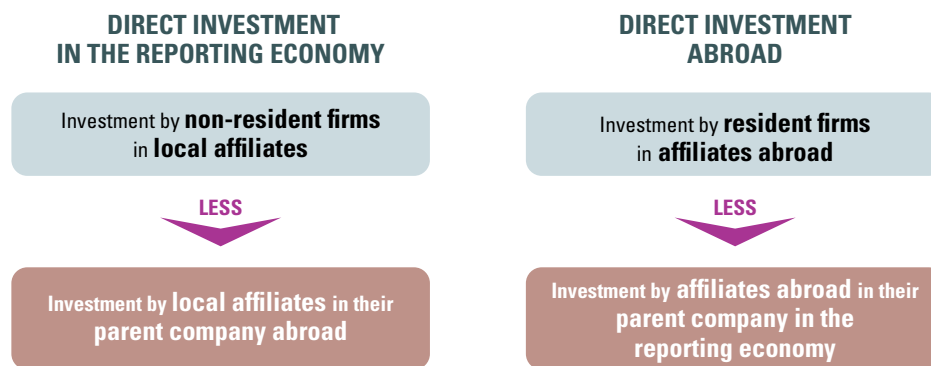 DIRECT INVESTMENT
IN THE REPORTING ECONOMY
Investment by non-resident firms
in local affiliates
LESS
Investment by local affiliates in their
parent company abroad
DIRECT INVESTMENT
ABROAD
Investment by resident firms
in affiliates abroad
LESS
Investment by affiliates abroad in their
parent company in the
reporting economy